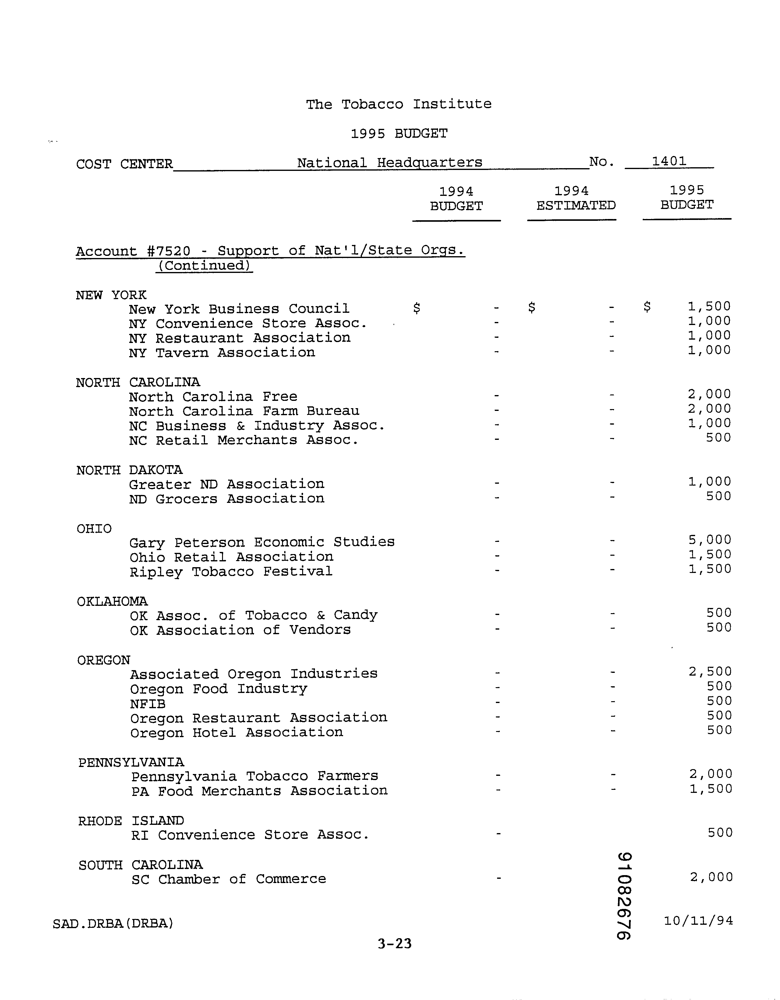 The Tobacco Institute
1995 BUDGET
COST CENTER National Headquarters No. 1401
1994 1994 1995
BUDGET ESTIMATED BUDGET
Account #7520 - Support of Nat'l/State Orgs.
(Continued)
NEW YORK
New York Business Council $ - $ - $ 1,500
NY Convenience Store Assoc. - - 1,000
NY Restaurant Association - - 1,000
NY Tavern Association - - 1,000
NORTH CAROLINA
North Carolina Free - - 2,000
North Carolina Farm Bureau - - 2,000
NC Business & Industry Assoc. - - 1,000
NC Retail Merchants Assoc. - - 500
NORTH DAKOTA
Greater ND Association - - 1,000
ND Grocers Association - - 500
OHIO
Gary Peterson Economic Studies - - 5,000
Ohio Retail Association - - 1,500
Ripley Tobacco Festival - - 1,500
OKLAHOMA
OK Assoc. of Tobacco & Candy - - 500
OK Association of Vendors - - 500
OREGON
Associated Oregon Industries - - 2,500
Oregon Food Industry - - 500
NFIB - - 500
Oregon Restaurant Association - - 500
Oregon Hotel Association - - 500
PENNSYLVANIA
Pennsylvania Tobacco Farmers - - 2,000
PA Food Merchants Association - - 1,500
RHODE ISLAND
RI Convenience Store Assoc. - 500
SOUTH CAROLINA
SC Chamber of Commerce - 2,000
91082676
SAD.DRBA(DRBA) 10/11/94
3-23